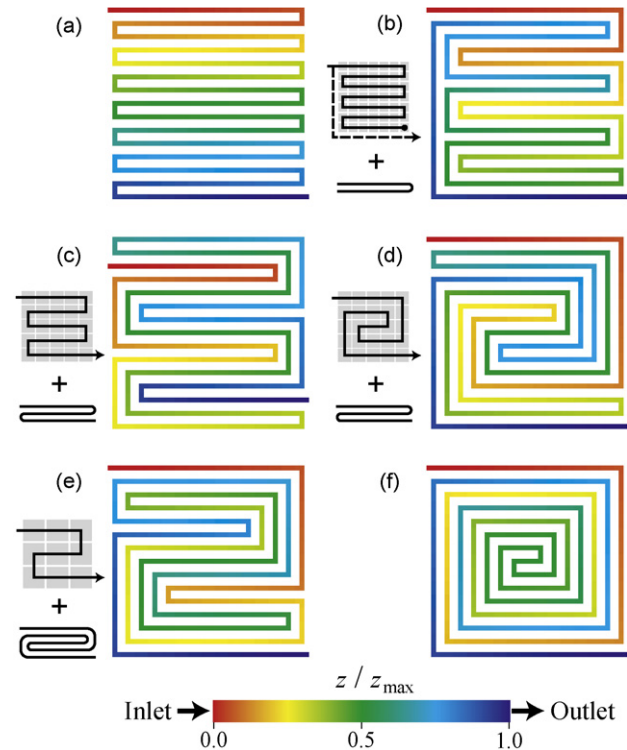 (a)
(b)
+
(c)
+
(d)
+
(e)
+
(f)
z / zmax
Inlet
Outlet
0.0
0.5
1.0